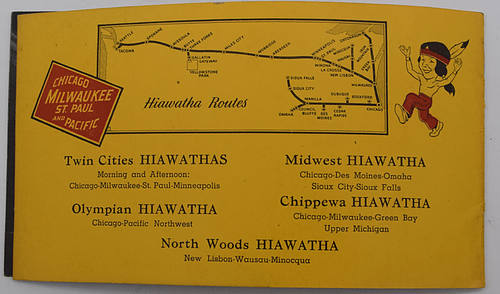 SEATTLE
TACOMA
SPOKANE
MISSOULA
BUTTE
THREE FORKS
GALLATIN
GATEWAY
YELLOWSTONE
PARK
MILES CITY
MOBRIDGE
ABERDEEN
MINNEAPOLIS
ST. PAUL
WINONA
LA CROSSE
NEW LISBON
MILWAUKEE
SIOUX FALLS
SIOUX CITY
MANILLA
DUBUQUE
ROCKFORD
OMAHA
COUNCIL
BLUFFS
DES
MOINES
CEDAR
RAPIDS
CHICAGO
Hiawatha Routes
CHICAGO
MILWAUKEE
ST. PAUL
AND PACIFIC
Twin Cities HIAWATHAS
Morning and Afternoon:
Chicago-Milwaukee-St. Paul-Minneapolis
Midwest HIAWATHA
Chicago-Des Moines-Omaha
Sioux City-Sioux Falls
Olympian HIAWATHA
Chicago-Pacific Northwest
Chippewa HIAWATHA
Chicago-Milwaukee-Green Bay
Upper Michigan
North Woods HIAWATHA
New Lisbon-Wausau-Minocqua